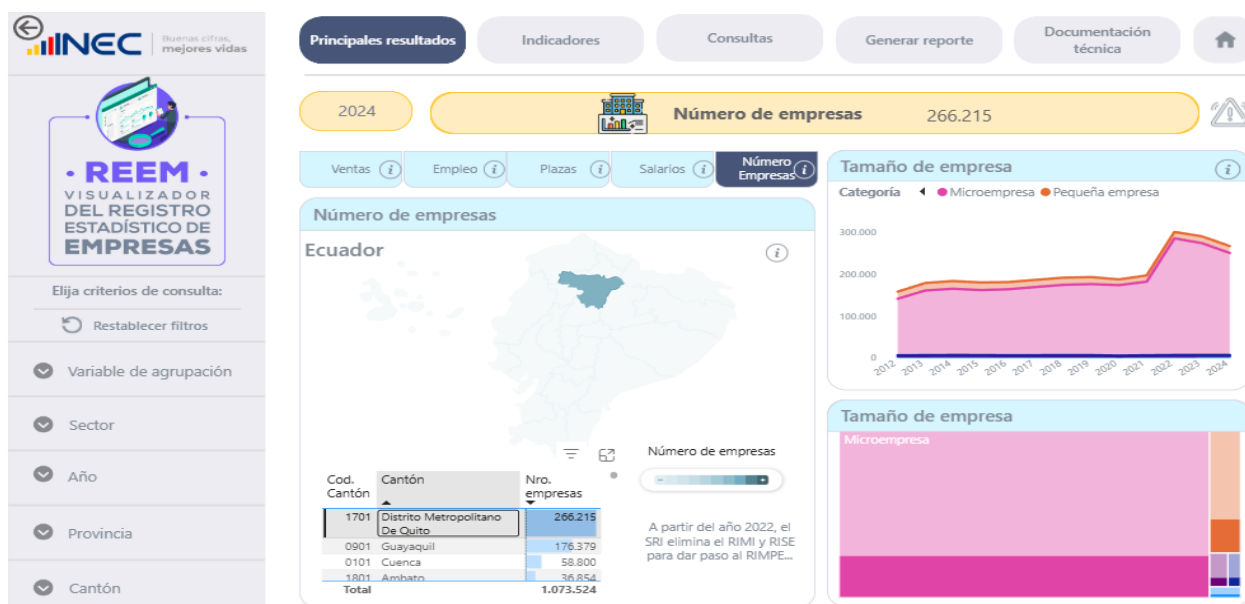 INEC
Buenas cifras,
mejores vidas
Principales resultados
Indicadores
Consultas
Generar reporte
Documentación
técnica
2024
Número de empresas
266.215
· REEM ·
VISUALIZADOR
DEL REGISTRO
ESTADÍSTICO DE
EMPRESAS
Elija criterios de consulta:
Restablecer filtros
Variable de agrupación
Sector
Año
Provincia
Cantón
Ventas i
Empleo i
Plazas i
Salarios i
Número
Empresas i
Número de empresas
Ecuador
i
Número de empresas
-
+
A partir del año 2022, el
SRI elimina el RIMI y RISE
para dar paso al RIMPE...
Cod.
Cantón
Cantón
Nro.
empresas
1701 Distrito Metropolitano
De Quito
266.215
0901 Guayaquil 176.379
0101 Cuenca 58.800
1801 Ambato 36.854
Total 1.073.524
Tamaño de empresa
i
Categoría Microempresa Pequeña empresa
300.000
200.000
100.000
0
2012 2013 2014 2015 2016 2017 2018 2019 2020 2021 2022 2023 2024
Tamaño de empresa
Microempresa